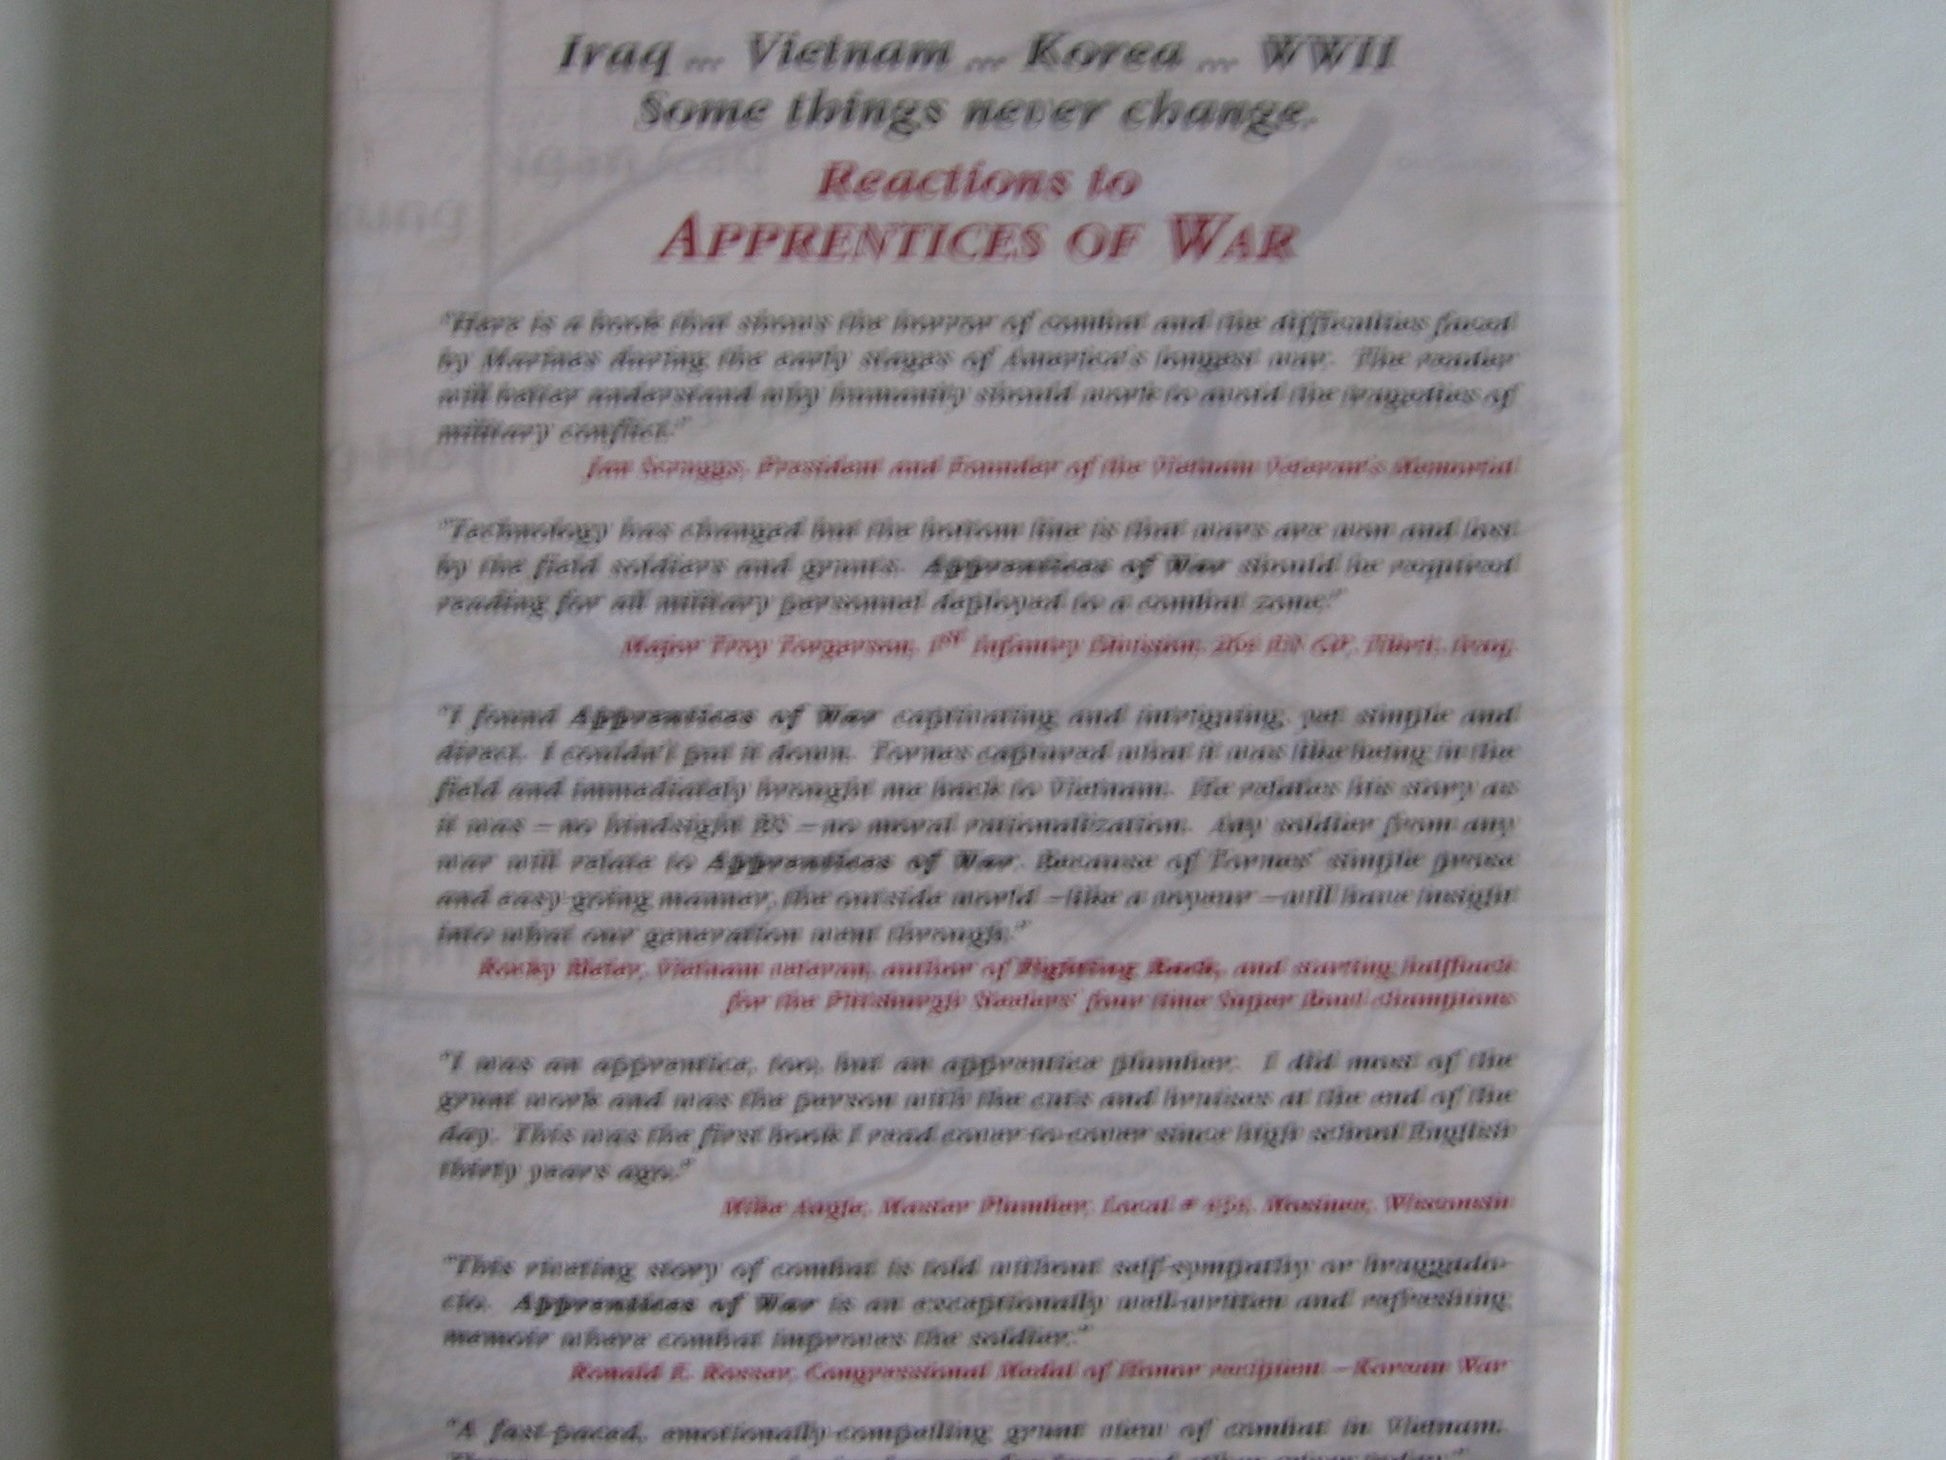 Iraq ... Vietnam ... Korea ... WWII
Some things never change.
Reactions to
APPRENTICES OF WAR
"Here is a book that shows the horror of combat and the difficulties faced
by Marines during the early stages of America's longest war. The reader
will better understand why humanity should work to avoid the tragedies of
military conflict."
Jan Scruggs, President and Founder of the Vietnam Veteran's Memorial
"Technology has changed but the bottom line is that wars are won and lost
by the field soldiers and grunts. Apprentices of War should be required
reading for all military personnel deployed to a combat zone."
Major Troy Torgerson, 1ST Infantry Division, Tikrit, Iraq,
"I found Apprentices of War captivating and intriguing, yet simple and
direct. I couldn't put it down. Tornes captured what it was like being in the
field and immediately brought me back to Vietnam. He relates his story as
it was – no hindsight BS – no moral rationalization. Any soldier from any
war will relate to Apprentices of War. Because of Tornes' simple prose
and easy-going manner, the outside world – like a voyeur – will have insight
into what our generation went through."
Rocky Bleier, Vietnam veteran, author of Fighting Back, and starting halfback
for the Pittsburgh Steelers' four time Super Bowl champions
"I was an apprentice, too, but an apprentice plumber. I did most of the
grunt work and was the person with the cuts and bruises at the end of the
day. This was the first book I read cover-to-cover since high school English
thirty years ago."
Mike Master Plumber, Local # Mosinee, Wisconsin
"This riveting story of combat is told without self-sympathy or braggado-
cio. Apprentices of War is an exceptionally well-written and refreshing
memoir where combat improves the soldier."
Ronald E. Rosser, Congressional Medal of Honor recipient – Korean War
"A fast-paced, emotionally-compelling grunt view of combat in Vietnam.